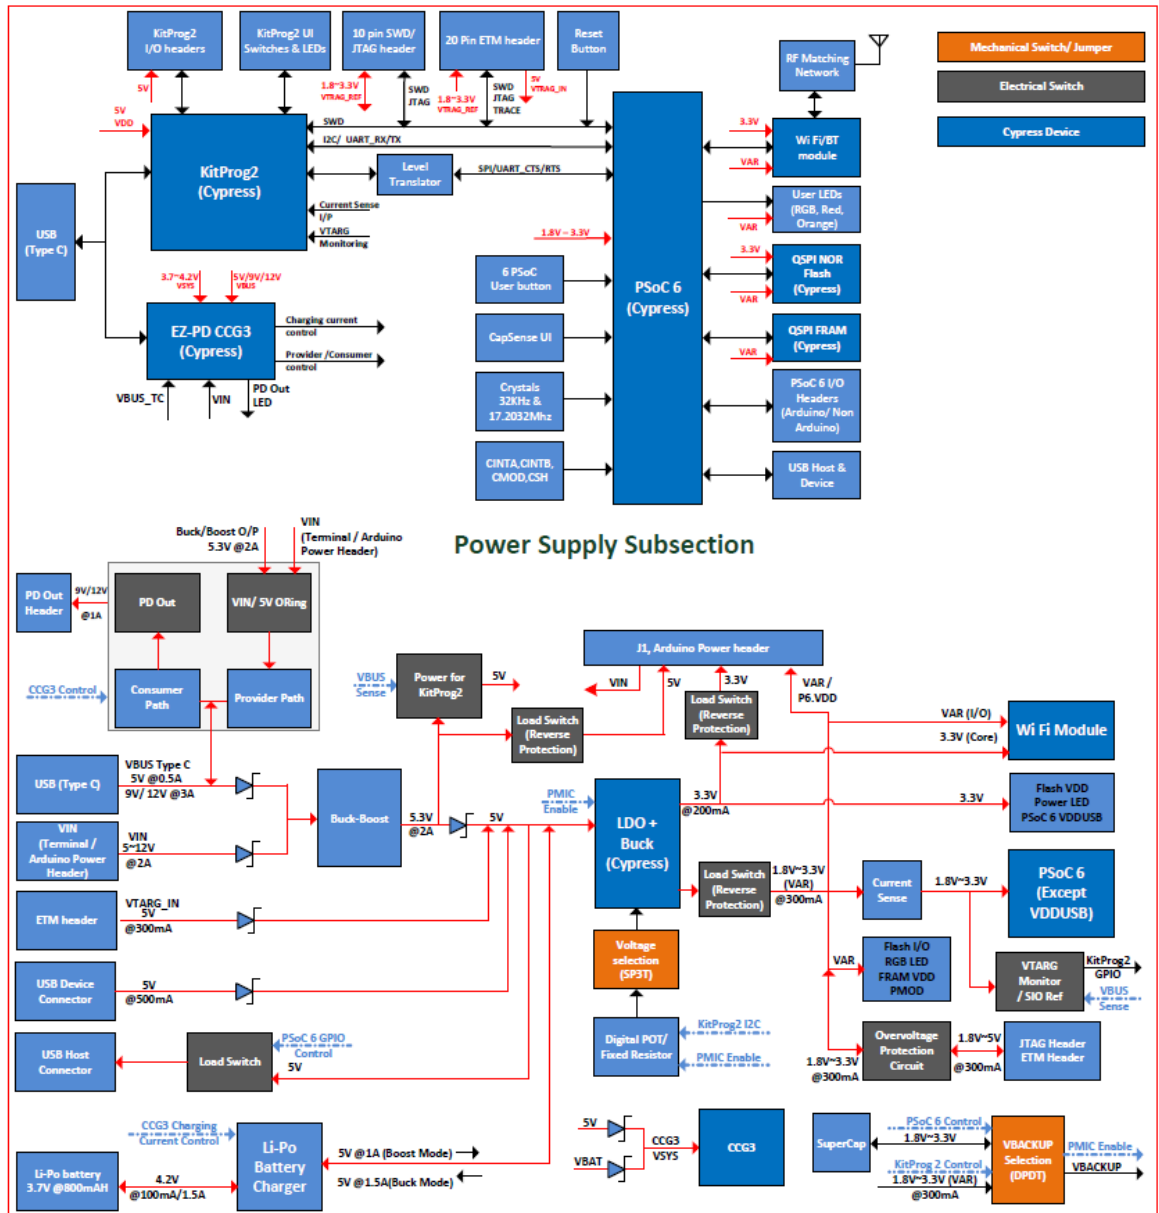 KitProg2
I/O headers
KitProg2 UI
Switches & LEDs
10 pin SWD/
JTAG header
20 Pin ETM header
Reset
Button
RF Matching
Network
Mechanical Switch/ Jumper
Electrical Switch
Cypress Device
5V
1.8~3.3V
VTRAG_REF
SWD
JTAG
1.8~3.3V
VTRAG_REF
SWD
JTAG
TRACE
5V
VTRAG_IN
5V
VDD
KitProg2
(Cypress)
SWD
I2C/ UART_RX/TX
Level
Translator
SPI/UART_CTS/RTS
Current Sense
I/P
VTARG
Monitoring
USB
(Type C)
3.7~4.2V
VSYS
5V/9V/12V
VBUS
EZ-PD CCG3
(Cypress)
Charging current
control
Provider /Consumer
control
VBUS_TC
VIN
PD Out
LED
1.8V – 3.3V
PSoC 6
(Cypress)
6 PSoC
User button
CapSense UI
Crystals
32KHz &
17.2032Mhz
CINTA,CINTB,
CMOD,CSH
3.3V
VAR
Wi Fi/BT
module
VAR
User LEDs
(RGB, Red,
Orange)
3.3V
VAR
QSPI NOR
Flash
(Cypress)
VAR
QSPI FRAM
(Cypress)
PSoC 6 I/O
Headers
(Arduino/ Non
Arduino)
USB Host &
Device
Power Supply Subsection
Buck/Boost O/P
5.3V @2A
VIN
(Terminal / Arduino
Power Header)
PD Out
Header
9V/12V
@1A
PD Out
VIN/ 5V ORing
CCG3 Control
Consumer
Path
Provider Path
VBUS
Sense
Power for
KitProg2
5V
Load Switch
(Reverse
Protection)
J1, Arduino Power header
VIN
5V
3.3V
Load Switch
(Reverse
Protection)
VAR /
P6.VDD
VAR (I/O)
3.3V (Core)
Wi Fi Module
USB (Type C)
VBUS Type C
5V @0.5A
9V/ 12V @3A
VIN
(Terminal /
Arduino Power
Header)
VIN
5~12V
@2A
Buck-Boost
5.3V
@2A
5V
PMIC
Enable
LDO +
Buck
(Cypress)
3.3V
@200mA
3.3V
Flash VDD
Power LED
PSoC 6 VDDUSB
Load Switch
(Reverse
Protection)
1.8V~3.3V
(VAR)
@300mA
Current
Sense
1.8V~3.3V
PSoC 6
(Except
VDDUSB)
ETM header
VTARG_IN
5V
@300mA
Voltage
selection
(SP3T)
VAR
Flash I/O
RGB LED
FRAM VDD
PMOD
VTARG
Monitor
/ SIO Ref
KitProg2
GPIO
VBUS
Sense
USB Device
Connector
5V
@500mA
USB Host
Connector
Load Switch
PSoC 6 GPIO
Control
5V
Digital POT/
Fixed Resistor
KitProg2 I2C
PMIC Enable
1.8V~3.3V
@300mA
Overvoltage
Protection
Circuit
1.8V~5V
@300mA
JTAG Header
ETM Header
CCG3 Charging
Current Control
Li-Po battery
3.7V @800mAH
4.2V
@100mA/1.5A
Li-Po
Battery
Charger
5V @1A (Boost Mode)
5V @1.5A(Buck Mode)
5V
VBAT
CCG3
VSYS
CCG3
SuperCap
PSoC 6 Control
1.8V~3.3V
KitProg 2 Control
1.8V~3.3V (VAR)
@300mA
VBACKUP
Selection
(DPDT)
PMIC Enable
VBACKUP